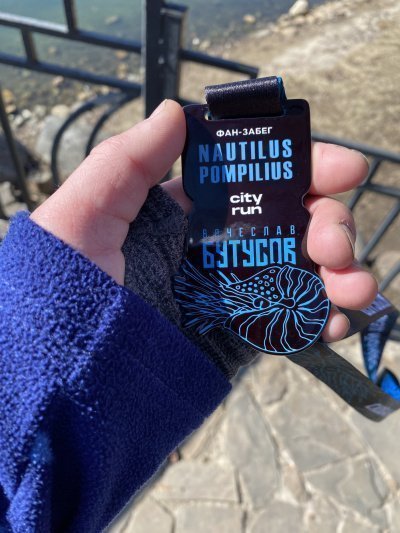 ФАН-ЗАБЕГ
NAUTILUS
POMPILIUS
city
run
ВЯЧЕСЛАВ
БУТУСОВ